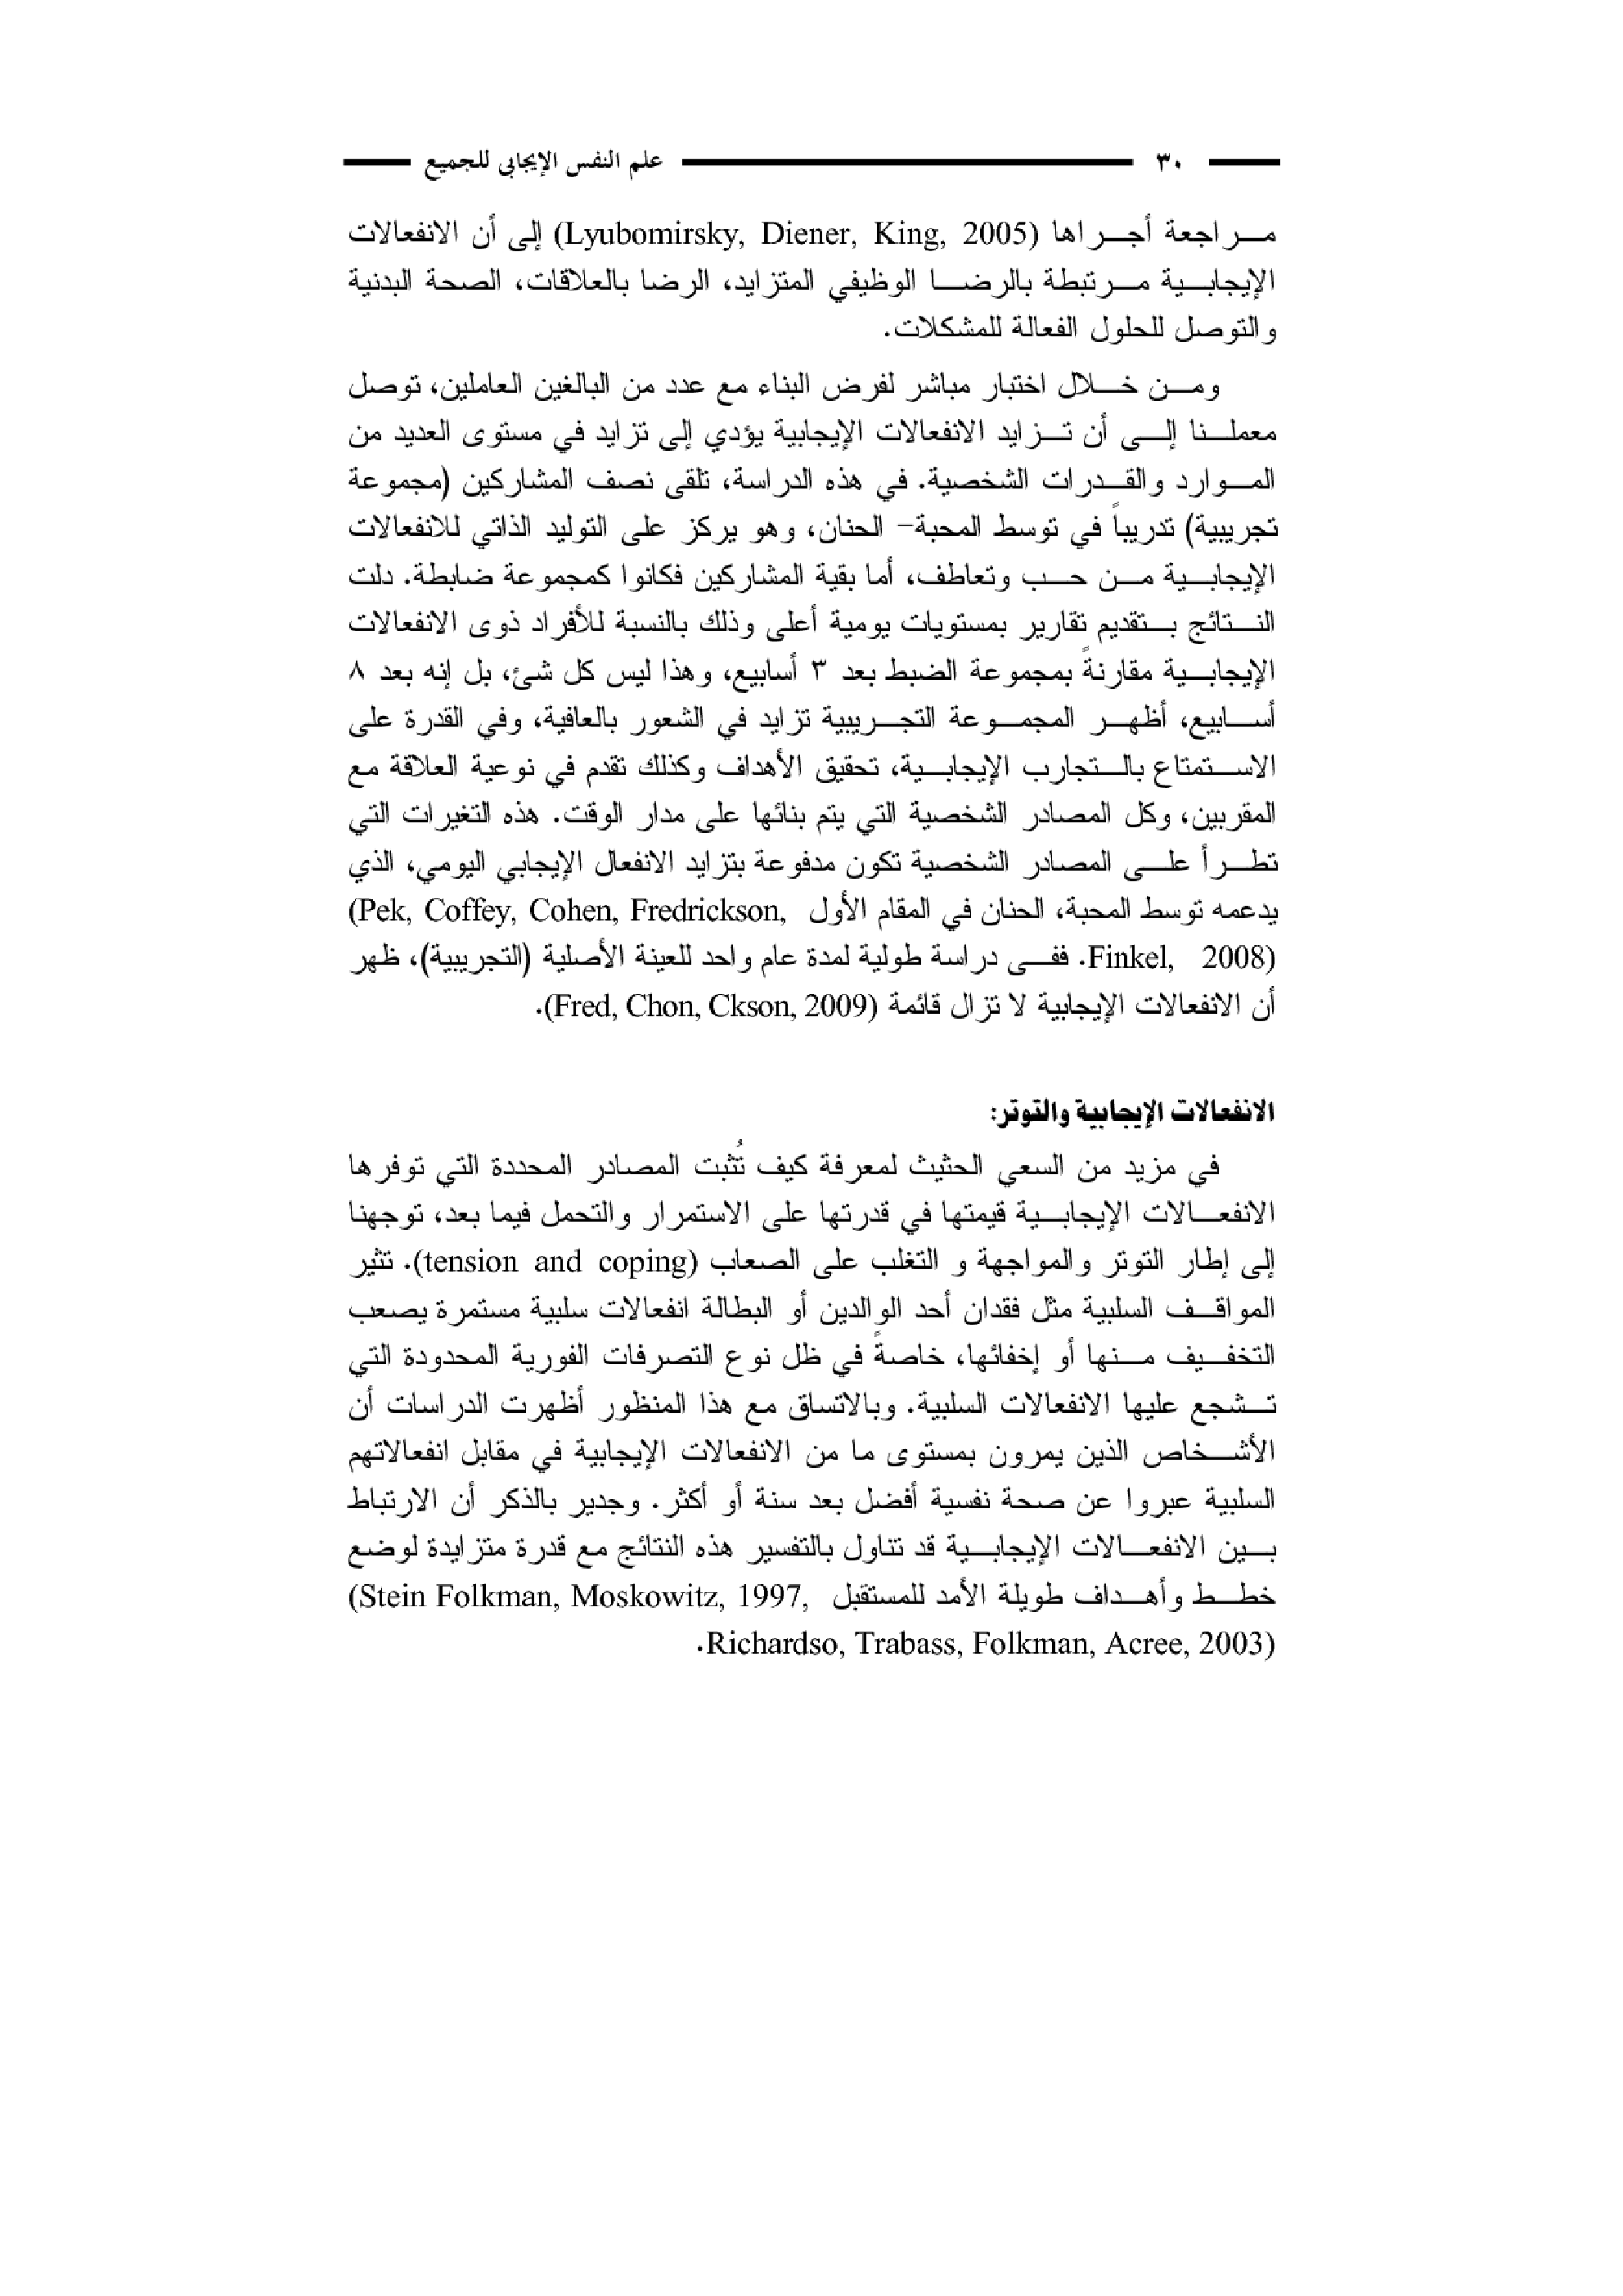 ٣٠ علم النفس الإيجابي للجميع
مراجعة أجراها (Lyubomirsky, Diener, King, 2005) إلى أن الانفعالات
الإيجابية مرتبطة بالرضا الوظيفي المتزايد، الرضا بالعلاقات، الصحة البدنية
والتوصل للحلول الفعالة للمشكلات.
ومن خلال اختبار مباشر لفرض البناء مع عدد من البالغين العاملين، توصل
معملنا إلى أن تزايد الانفعالات الإيجابية يؤدي إلى تزايد في مستوى العديد من
الموارد والقدرات الشخصية. في هذه الدراسة، تلقى نصف المشاركين (مجموعة
تجريبية) تدريباً في توسط المحبة- الحنان، وهو يركز على التوليد الذاتي للانفعالات
الإيجابية من حب وتعاطف، أما بقية المشاركين فكانوا كمجموعة ضابطة. دلت
النتائج بتقديم تقارير بمستويات يومية أعلى وذلك بالنسبة للأفراد ذوى الانفعالات
الإيجابية مقارنةً بمجموعة الضبط بعد ٣ أسابيع، وهذا ليس كل شئ، بل إنه بعد ٨
أسابيع، أظهر المجموعة التجريبية تزايد في الشعور بالعافية، وفي القدرة على
الاستمتاع بالتجارب الإيجابية، تحقيق الأهداف وكذلك تقدم في نوعية العلاقة مع
المقربين، وكل المصادر الشخصية التي يتم بنائها على مدار الوقت. هذه التغيرات التي
تطرأ على المصادر الشخصية تكون مدفوعة بتزايد الانفعال الإيجابي اليومي، الذي
يدعمه توسط المحبة، الحنان في المقام الأول (Pek, Coffey, Cohen, Fredrickson,
Finkel, 2008). ففى دراسة طولية لمدة عام واحد للعينة الأصلية (التجريبية)، ظهر
أن الانفعالات الإيجابية لا تزال قائمة (Fred, Chon, Ckson, 2009).
الانفعالات الإيجابية والتوتر:
في مزيد من السعي الحثيث لمعرفة كيف تُثبت المصادر المحددة التي توفرها
الانفعالات الإيجابية قيمتها في قدرتها على الاستمرار والتحمل فيما بعد، توجهنا
إلى إطار التوتر والمواجهة و التغلب على الصعاب (tension and coping). تثير
المواقف السلبية مثل فقدان أحد الوالدين أو البطالة انفعالات سلبية مستمرة يصعب
التخفيف منها أو إخفائها، خاصةً في ظل نوع التصرفات الفورية المحدودة التي
تشجع عليها الانفعالات السلبية. وبالاتساق مع هذا المنظور أظهرت الدراسات أن
الأشخاص الذين يمرون بمستوى ما من الانفعالات الإيجابية في مقابل انفعالاتهم
السلبية عبروا عن صحة نفسية أفضل بعد سنة أو أكثر. وجدير بالذكر أن الارتباط
بين الانفعالات الإيجابية قد تناول بالتفسير هذه النتائج مع قدرة متزايدة لوضع
خطط وأهداف طويلة الأمد للمستقبل (Stein Folkman, Moskowitz, 1997,
Richardso, Trabass, Folkman, Acree, 2003).